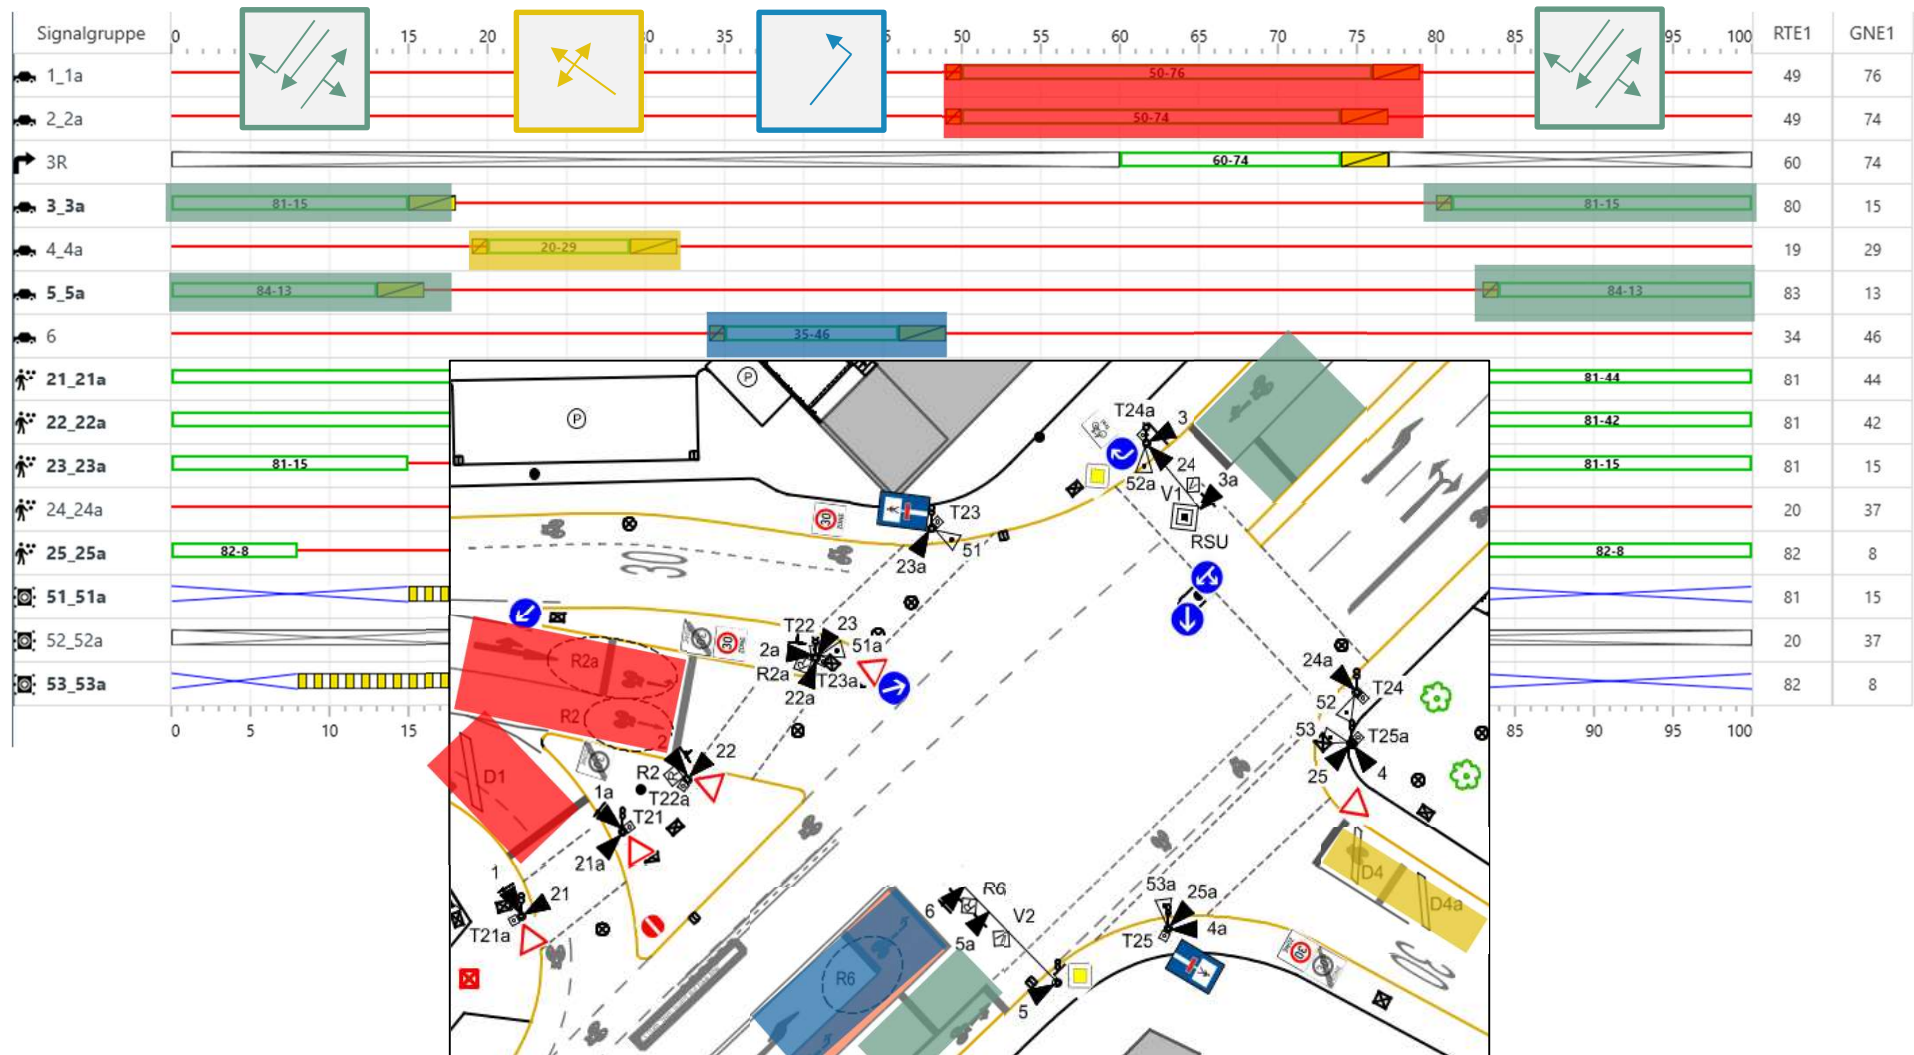 Signalgruppe 0 15 20 30 35 45 50 55 60 65 70 75 80 85 95 100 RTE1 GNE1
1_1a 50-76 49 76
2_2a 50-74 49 74
3R 60-74 60 74
3_3a 81-15 81-15 80 15
4_4a 20-29 19 29
5_5a 84-13 84-13 83 13
6 35-46 34 46
21_21a 81-44 81 44
22_22a 81-42 81 42
23_23a 81-15 81-15 81 15
24_24a 20 37
25_25a 82-8 82-8 82 8
51_51a 81 15
52_52a 20 37
53_53a 82 8
0 5 10 15 85 90 95 100
P
P
T24a 3
24
52a 3a
V1
RSU
30
T23
51
23a
30
30
T22 23
2a 51a
R2a T23a
22a
R2a
R2
2
22
R2
T22a
D1
1a
T21
21a
1
21
T21a
24a
T24
52
53 T25a
25 4
D4
D4a
53a 25a
4a
T25
30
30
R6
6
V2
5a
R6
5